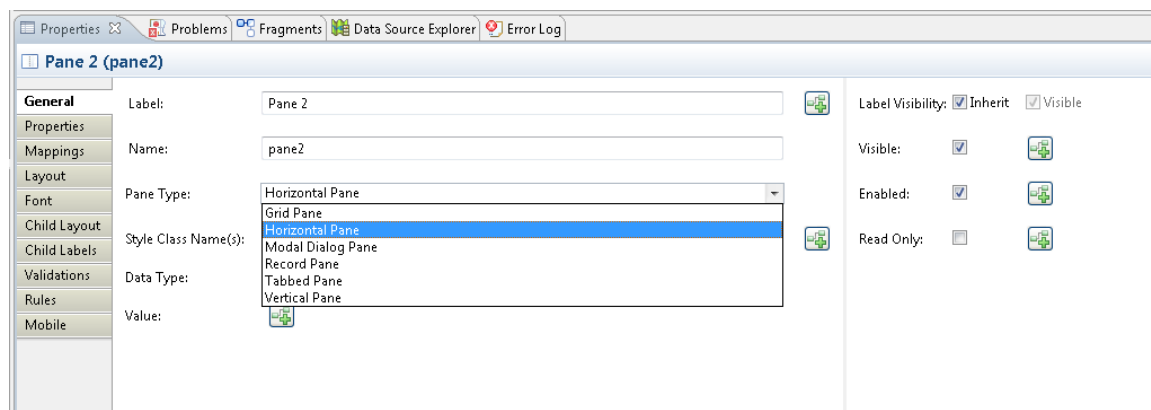 Properties Problems Fragments Data Source Explorer Error Log
Pane 2 (pane2)
General
Properties
Mappings
Layout
Font
Child Layout
Child Labels
Validations
Rules
Mobile
Label: Pane 2
Name: pane2
Pane Type: Horizontal Pane
Grid Pane
Horizontal Pane
Modal Dialog Pane
Record Pane
Tabbed Pane
Vertical Pane
Style Class Name(s):
Data Type:
Value:
Label Visibility: Inherit Visible
Visible:
Enabled:
Read Only: